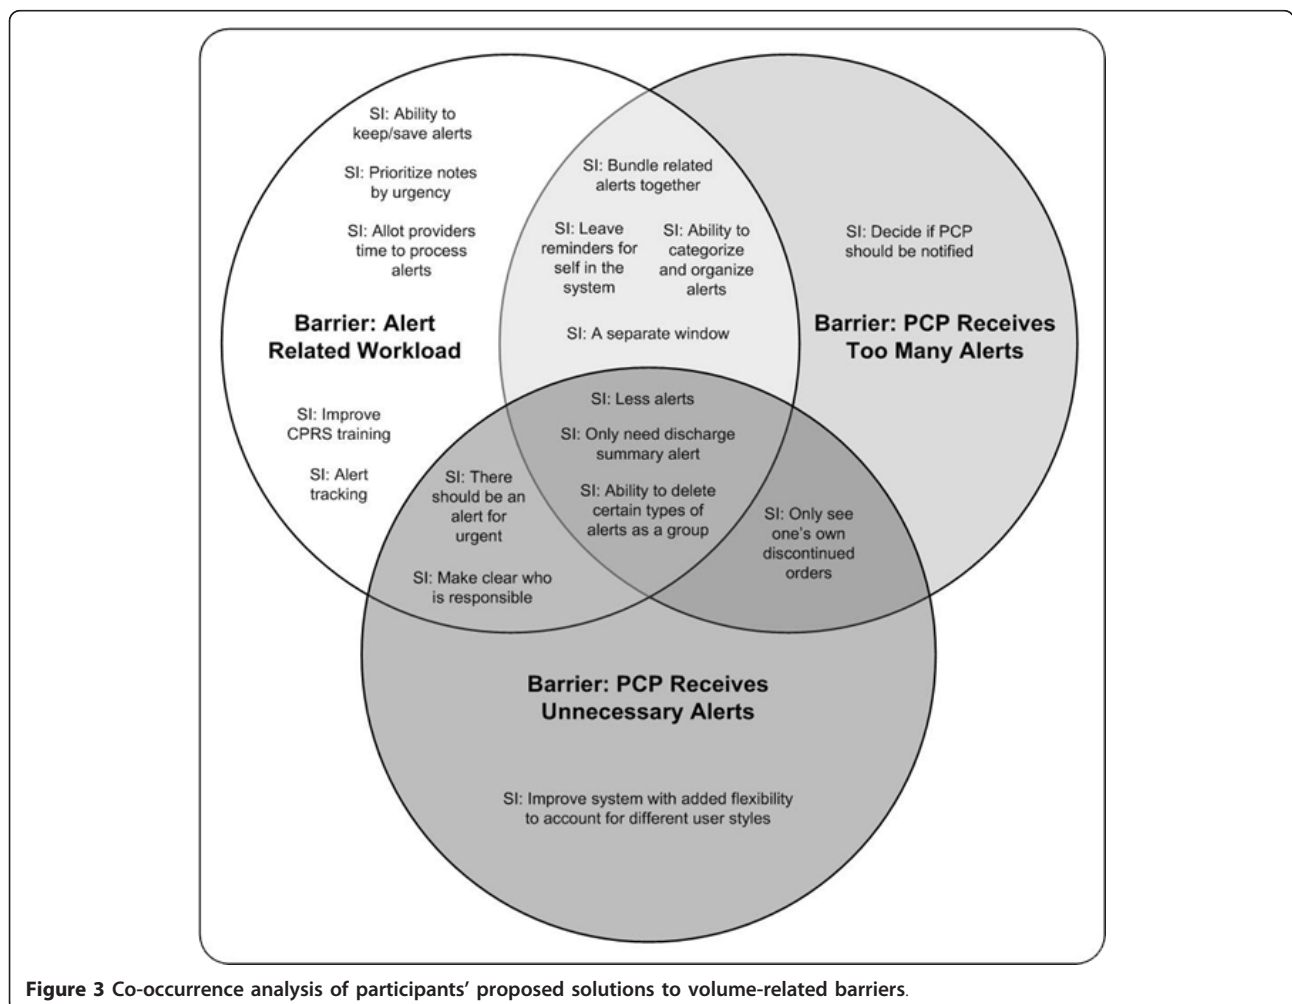 SI: Ability to
keep/save alerts
SI: Prioritize notes
by urgency
SI: Allot providers
time to process
alerts
Barrier: Alert
Related Workload
SI: Improve
CPRS training
SI: Alert
tracking
SI: Bundle related
alerts together
SI: Leave
reminders for
self in the
system
SI: Ability to
categorize
and organize
alerts
SI: A separate window
SI: Decide if PCP
should be notified
Barrier: PCP Receives
Too Many Alerts
SI: Less alerts
SI: Only need discharge
summary alert
SI: Ability to delete
certain types of
alerts as a group
SI: There
should be an
alert for
urgent
SI: Make clear who
is responsible
SI: Only see
one's own
discontinued
orders
Barrier: PCP Receives
Unnecessary Alerts
SI: Improve system with added flexibility
to account for different user styles
Figure 3 Co-occurrence analysis of participants' proposed solutions to volume-related barriers.